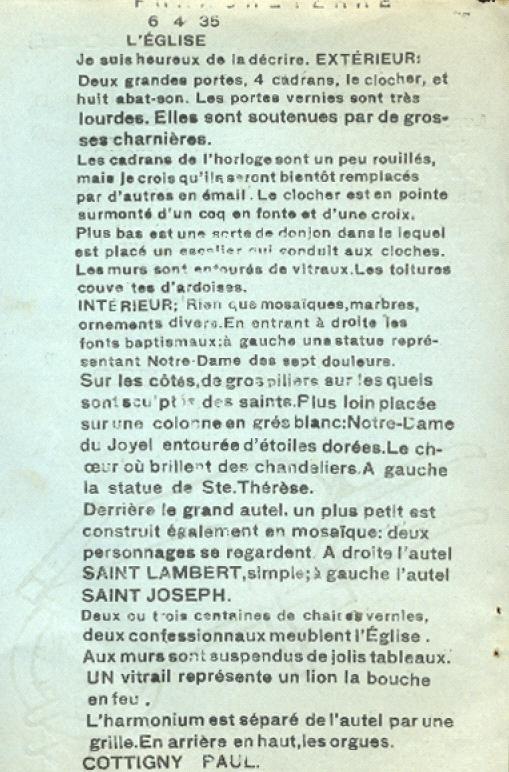 6 4 35
L'ÉGLISE
Je suis heureux de la décrire. EXTÉRIEUR:
Deux grandes portes, 4 cadrans, le clocher, et
huit abat-son. Les portes vernies sont très
lourdes. Elles sont soutenues par de gros-
ses charnières.
Les cadrans de l'horloge sont un peu rouillés,
mais je crois qu'ils seront bientôt remplacés
par d'autres en émail. Le clocher est en pointe
surmonté d'un coq en fonte et d'une croix.
Plus bas est une sorte de donjon dans le lequel
est placé un escalier qui conduit aux cloches.
Les murs sont entourés de vitraux.Les toitures
couve tes d'ardoises.
INTÉRIEUR; Rien que mosaïques,marbres,
ornements divers.En entrant à droite les
fonts baptismaux;à gauche une statue repré-
sentant Notre-Dame des sept douleurs.
Sur les côtés,de gros piliers sur les quels
sont sculptés des saints.Plus loin placée
sur une colonne en grés blanc:Notre-Dame
du Joyel entourée d'étoiles dorées.Le ch-
œur où brillent des chandeliers.A gauche
la statue de Ste.Thérèse.
Derrière le grand autel, un plus petit est
construit également en mosaïque: deux
personnages se regardent. A droite l'autel
SAINT LAMBERT,simple;à gauche l'autel
SAINT JOSEPH.
Deux ou trois centaines de chaises vernies,
deux confessionnaux meublent l'Église .
Aux murs sont suspendus de jolis tableaux.
UN vitrail représente un lion la bouche
en feu .
L'harmonium est séparé de l'autel par une
grille.En arrière en haut,les orgues.
COTTIGNY PAUL.